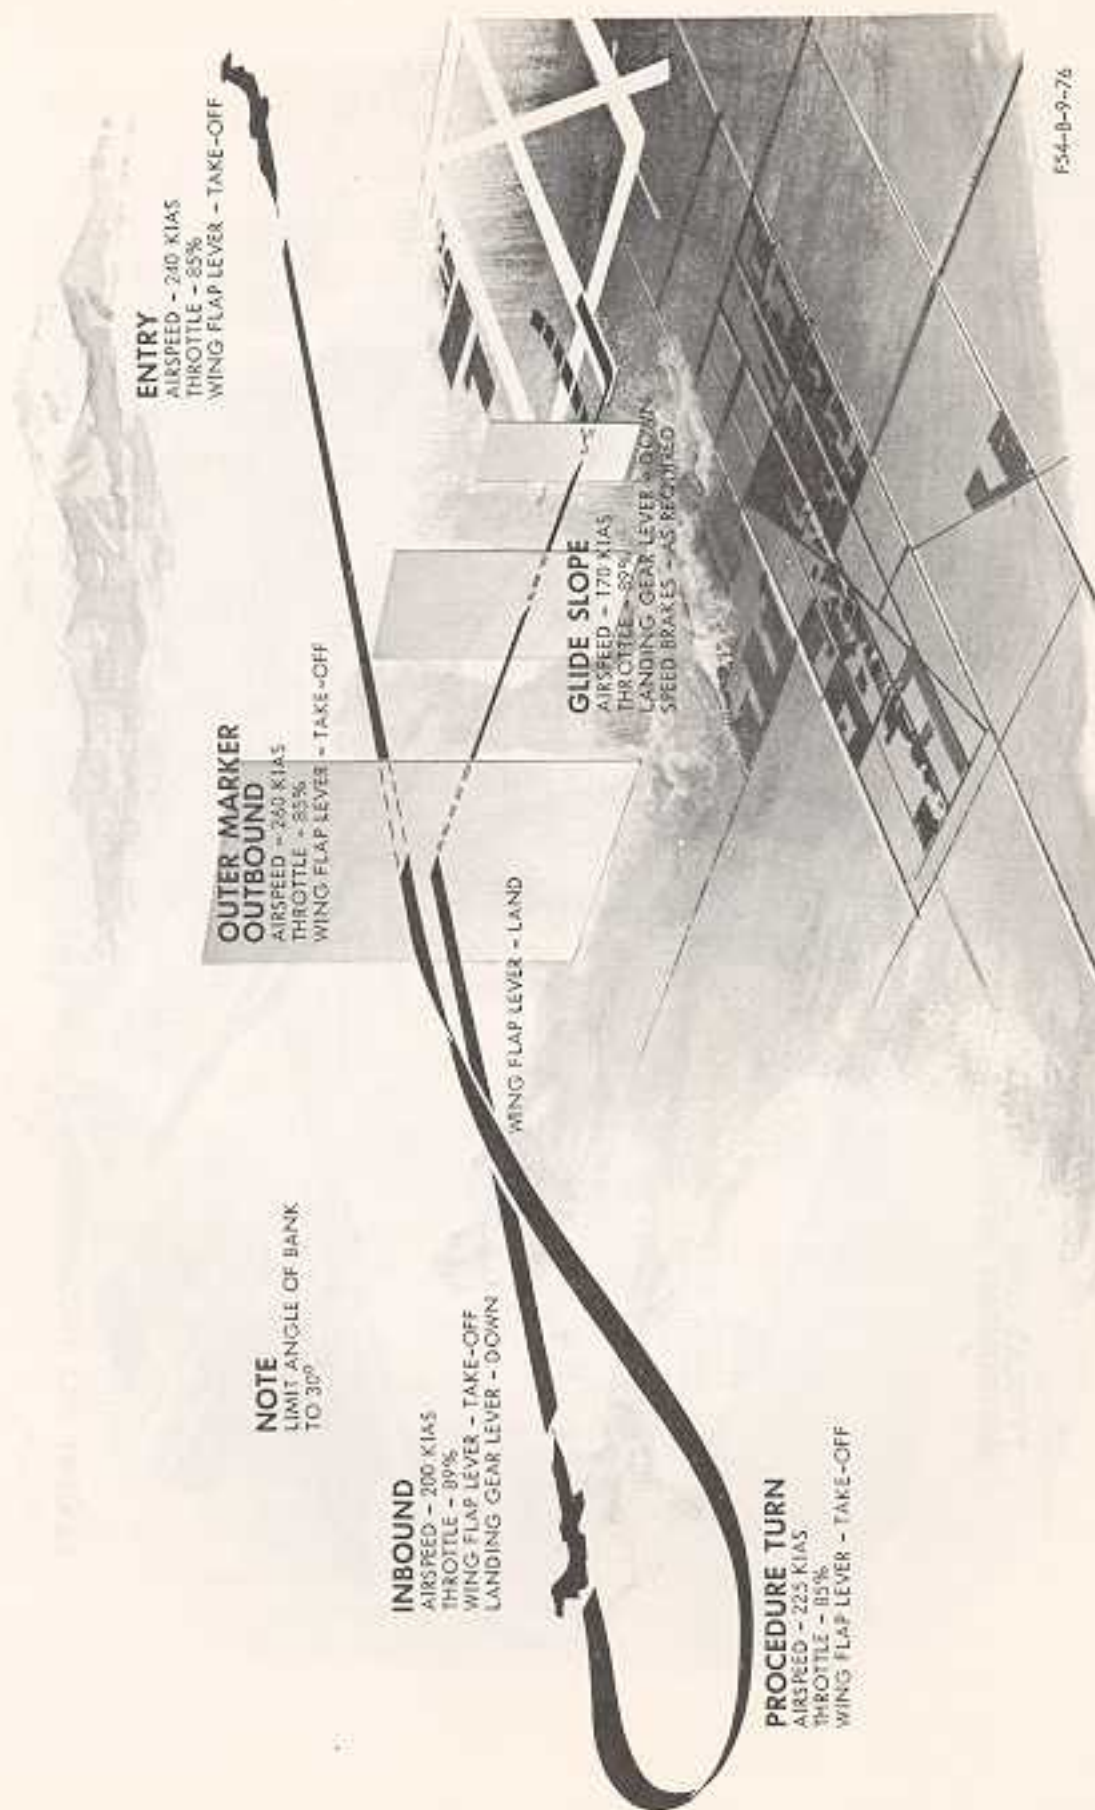 ENTRY
AIRSPEED - 240 KIAS
THROTTLE - 85%
WING FLAP LEVER - TAKE-OFF
OUTER MARKER
OUTBOUND
AIRSPEED - 260 KIAS
THROTTLE - 85%
WING FLAP LEVER - TAKE-OFF
NOTE
LIMIT ANGLE OF BANK
TO 30°
INBOUND
AIRSPEED - 200 KIAS
THROTTLE - 89%
WING FLAP LEVER - TAKE-OFF
LANDING GEAR LEVER - DOWN
WING FLAP LEVER - LAND
GLIDE SLOPE
AIRSPEED - 170 KIAS
THROTTLE - 89%
LANDING GEAR LEVER - DOWN
SPEED BRAKES - AS REQUIRED
PROCEDURE TURN
AIRSPEED - 225 KIAS
THROTTLE - 85%
WING FLAP LEVER - TAKE-OFF
F54-B-9-76